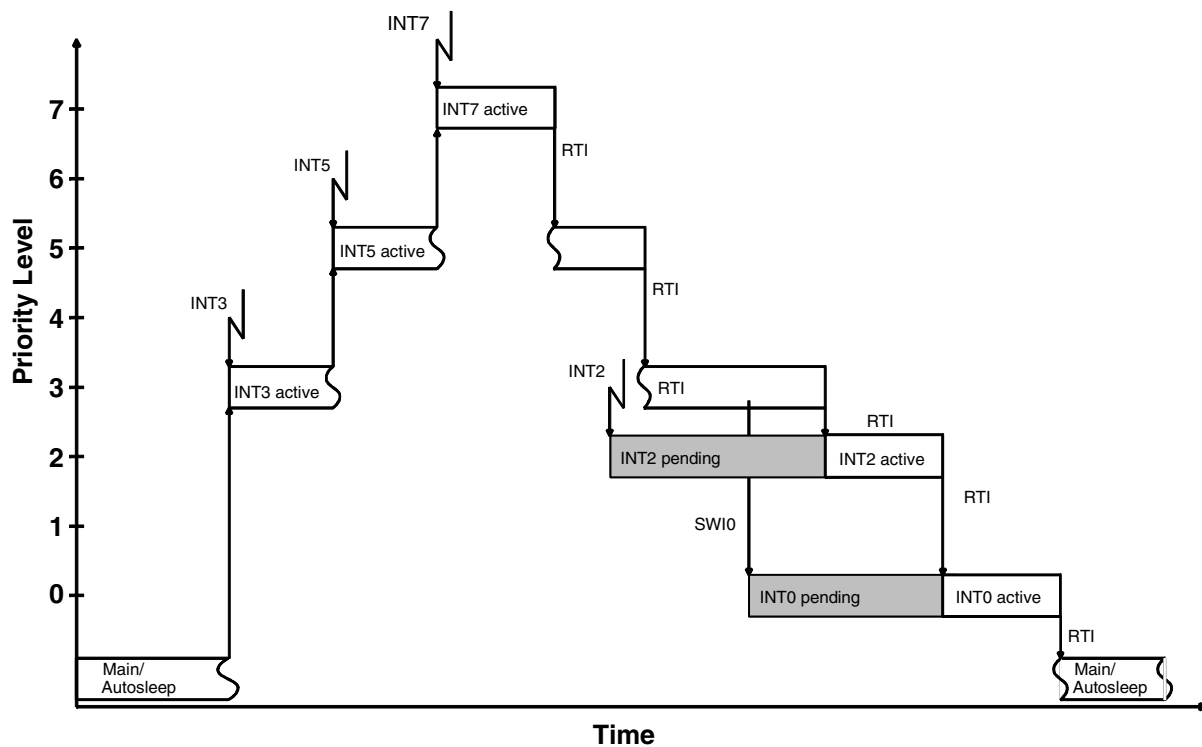 INT7
7
INT7 active
INT5
RTI
6
5
INT5 active
INT3
RTI
4
INT2
3
INT3 active
RTI
RTI
2
INT2 pending
INT2 active
RTI
1
SWI0
0
INT0 pending
INT0 active
RTI
Main/
Autosleep
Main/
Autosleep
Priority Level
Time